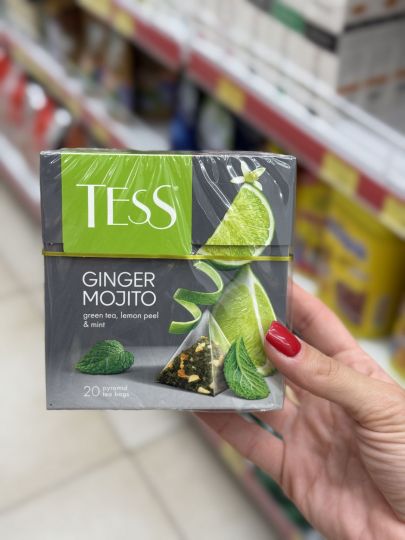 TESS
GINGER
MOJITO
green tea, lemon peel
& mint
20 pyramid
tea bags